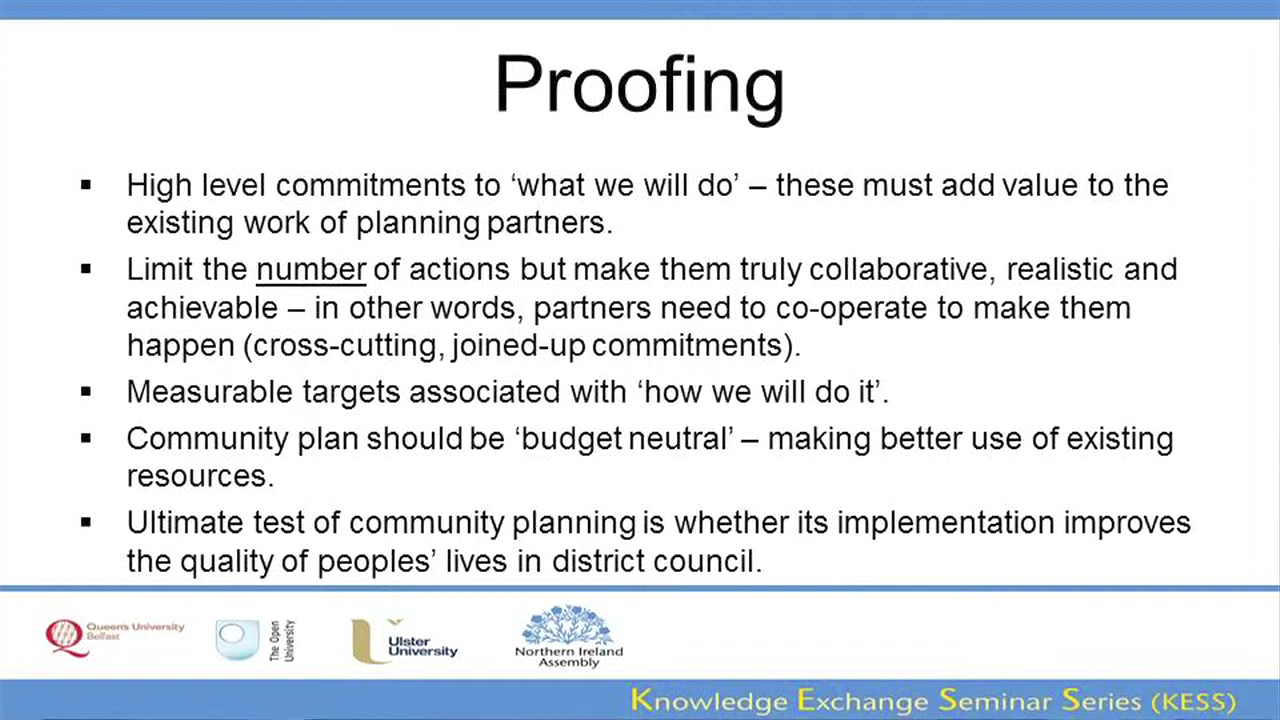 Proofing
▪ High level commitments to ‘what we will do’ – these must add value to the
existing work of planning partners.
▪ Limit the number of actions but make them truly collaborative, realistic and
achievable – in other words, partners need to co-operate to make them
happen (cross-cutting, joined-up commitments).
▪ Measurable targets associated with ‘how we will do it’.
▪ Community plan should be ‘budget neutral’ – making better use of existing
resources.
▪ Ultimate test of community planning is whether its implementation improves
the quality of peoples’ lives in district council.
Queen's University
Belfast
The Open
University
Ulster
University
Northern Ireland
Assembly
Knowledge Exchange Seminar Series (KESS)